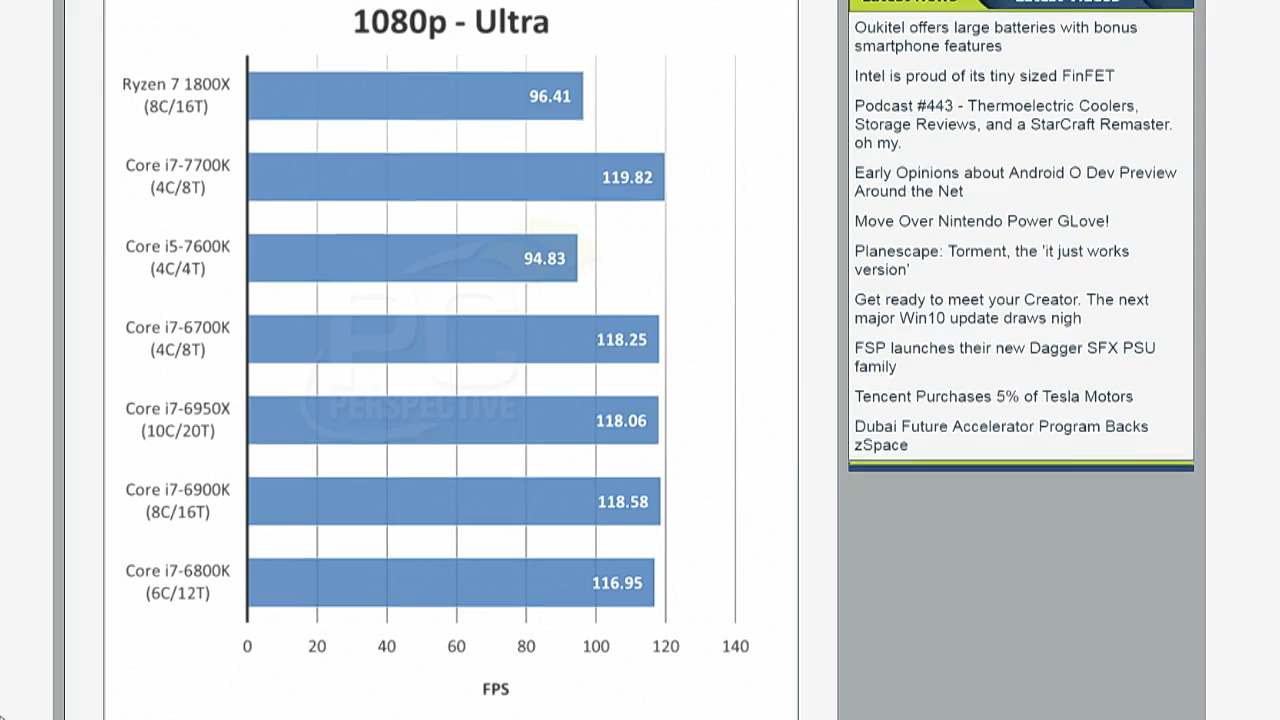 1080p - Ultra
Ryzen 7 1800X
(8C/16T)
96.41
Core i7-7700K
(4C/8T)
119.82
Core i5-7600K
(4C/4T)
94.83
Core i7-6700K
(4C/8T)
118.25
Core i7-6950X
(10C/20T)
118.06
Core i7-6900K
(8C/16T)
118.58
Core i7-6800K
(6C/12T)
116.95
0 20 40 60 80 100 120 140
FPS
PC
PERSPECTIVE
Latest News Latest Videos
Oukitel offers large batteries with bonus
smartphone features
Intel is proud of its tiny sized FinFET
Podcast #443 - Thermoelectric Coolers,
Storage Reviews, and a StarCraft Remaster.
oh my.
Early Opinions about Android O Dev Preview
Around the Net
Move Over Nintendo Power GLove!
Planescape: Torment, the 'it just works
version'
Get ready to meet your Creator. The next
major Win10 update draws nigh
FSP launches their new Dagger SFX PSU
family
Tencent Purchases 5% of Tesla Motors
Dubai Future Accelerator Program Backs
zSpace